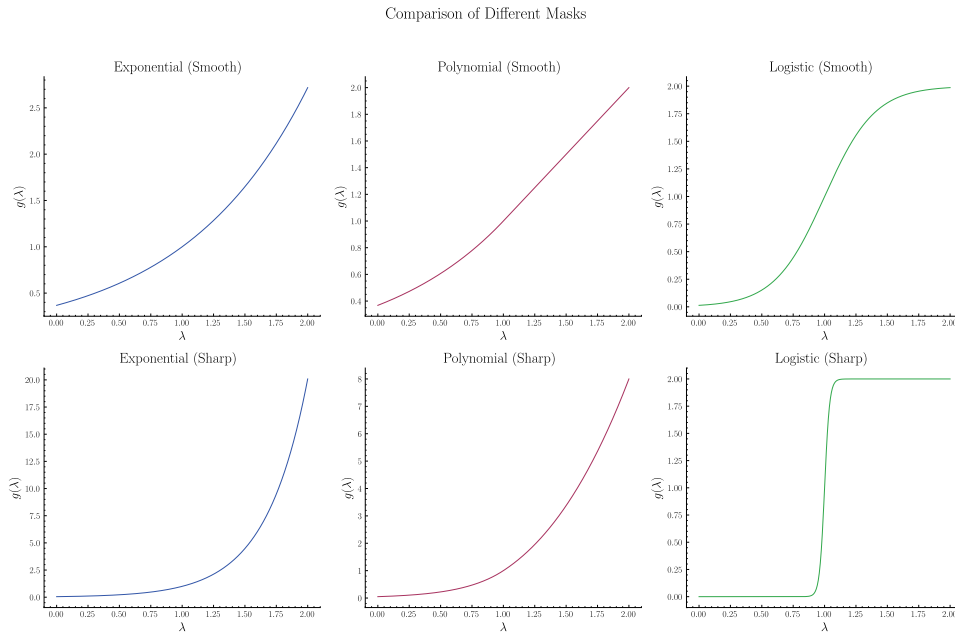 Comparison of Different Masks
Exponential (Smooth)
g(λ)
2.5
2.0
1.5
1.0
0.5
0.00 0.25 0.50 0.75 1.00 1.25 1.50 1.75 2.00
λ
Polynomial (Smooth)
g(λ)
2.0
1.8
1.6
1.4
1.2
1.0
0.8
0.6
0.4
0.00 0.25 0.50 0.75 1.00 1.25 1.50 1.75 2.00
λ
Logistic (Smooth)
g(λ)
2.00
1.75
1.50
1.25
1.00
0.75
0.50
0.25
0.00
0.00 0.25 0.50 0.75 1.00 1.25 1.50 1.75 2.00
λ
Exponential (Sharp)
g(λ)
20.0
17.5
15.0
12.5
10.0
7.5
5.0
2.5
0.0
0.00 0.25 0.50 0.75 1.00 1.25 1.50 1.75 2.00
λ
Polynomial (Sharp)
g(λ)
8
7
6
5
4
3
2
1
0
0.00 0.25 0.50 0.75 1.00 1.25 1.50 1.75 2.00
λ
Logistic (Sharp)
g(λ)
2.00
1.75
1.50
1.25
1.00
0.75
0.50
0.25
0.00
0.00 0.25 0.50 0.75 1.00 1.25 1.50 1.75 2.00
λ